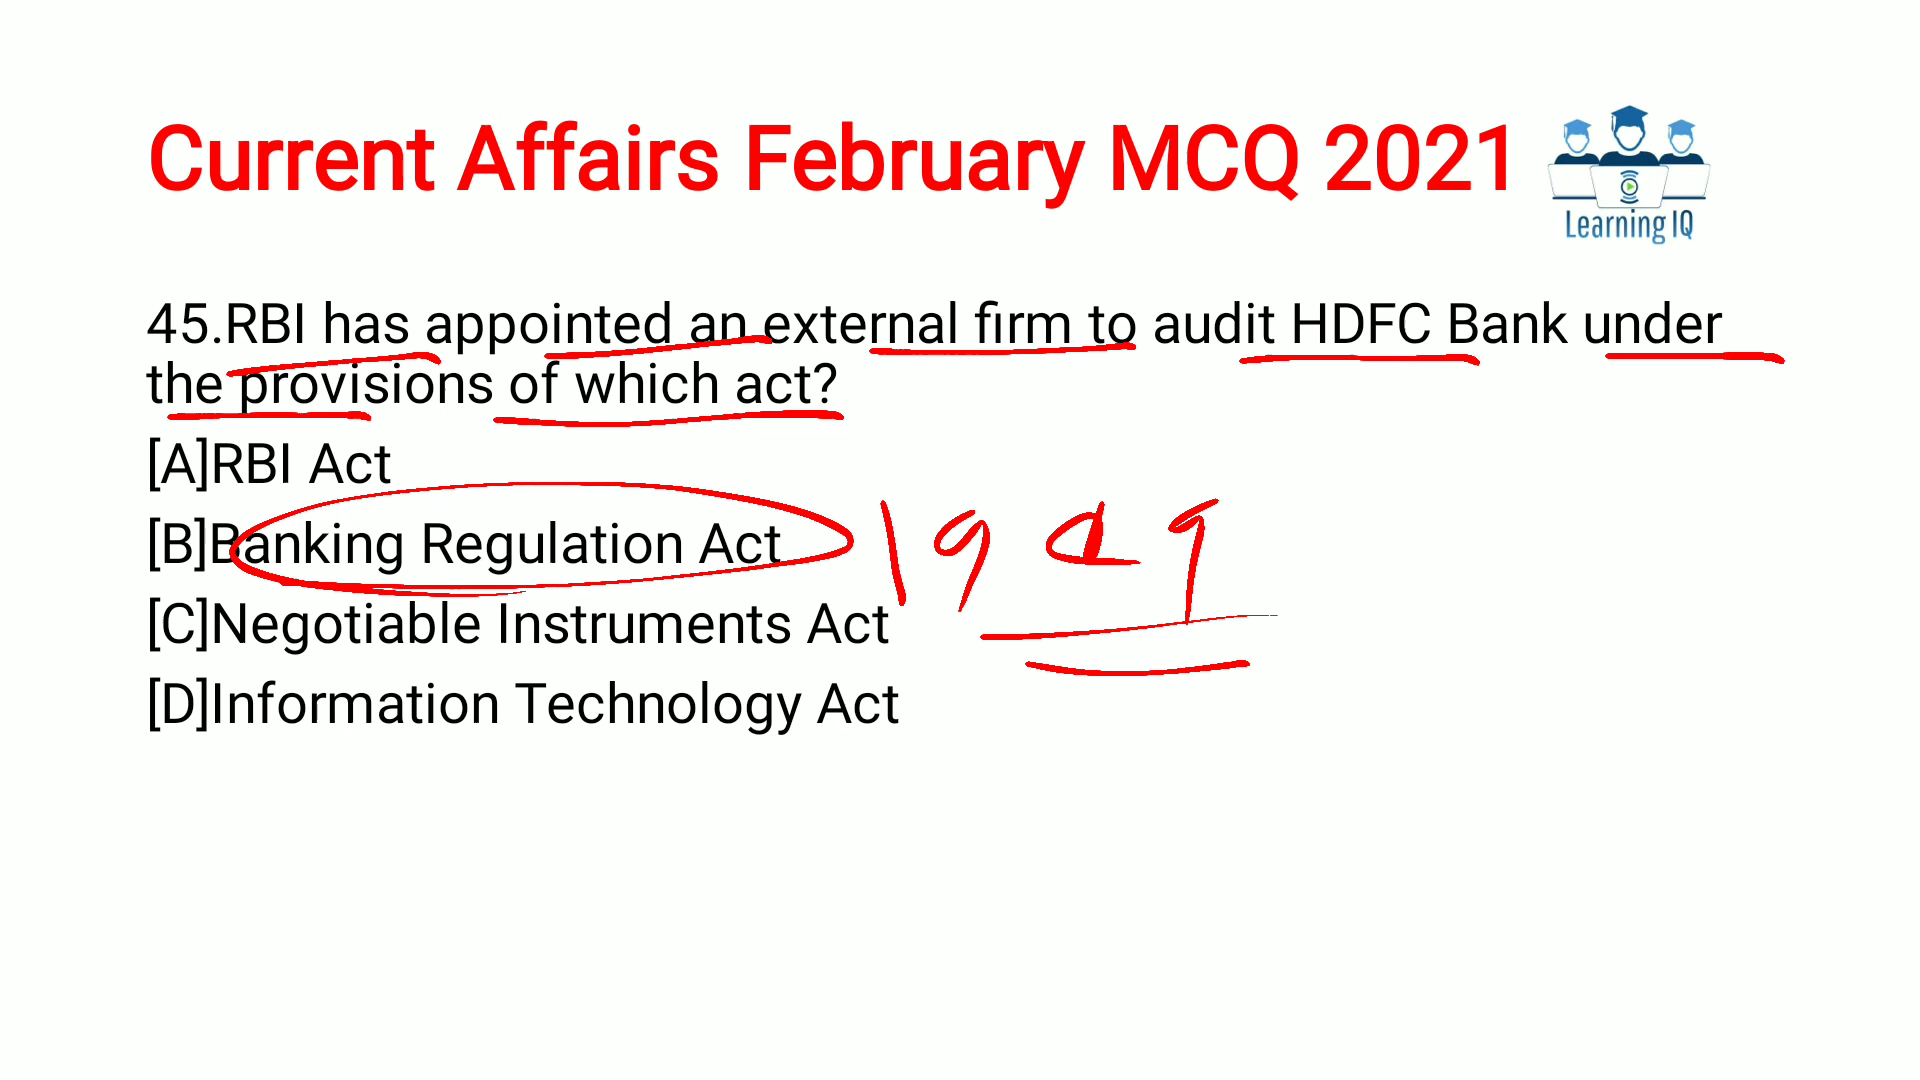 Current Affairs February MCQ 2021
Learning IQ
45.RBI has appointed an external firm to audit HDFC Bank under
the provisions of which act?
[A]RBI Act
[B]Banking Regulation Act 1949
[C]Negotiable Instruments Act
[D]Information Technology Act